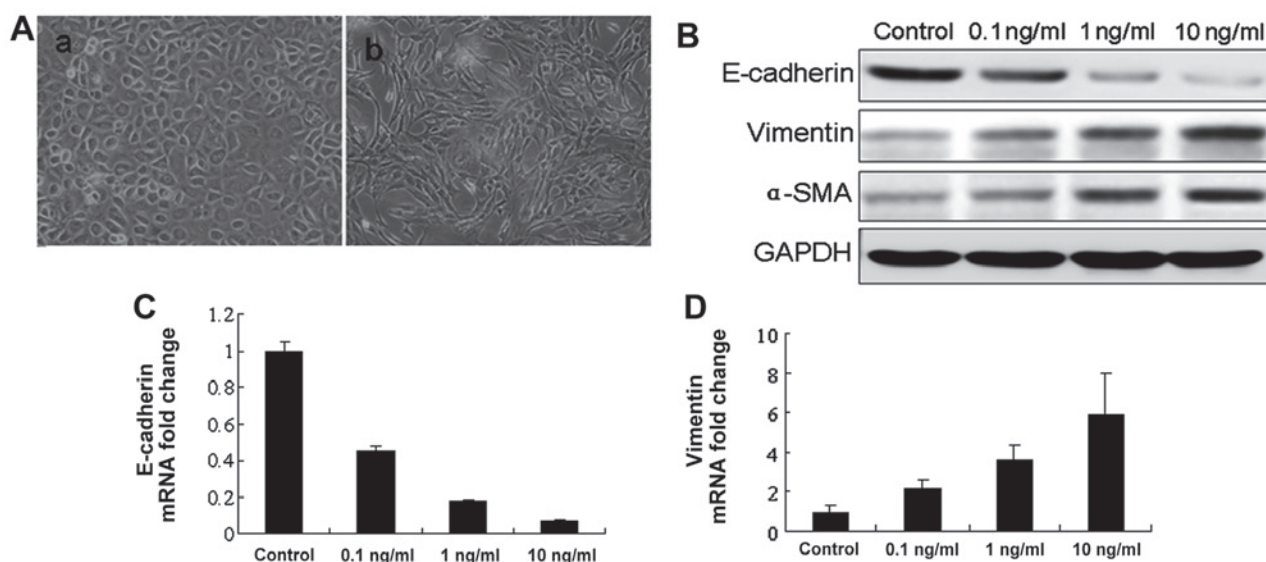 A
a
b
B
Control 0.1 ng/ml 1 ng/ml 10 ng/ml
E-cadherin
Vimentin
α-SMA
GAPDH
C
E-cadherin
mRNA fold change
1.2
1
0.8
0.6
0.4
0.2
0
Control 0.1 ng/ml 1 ng/ml 10 ng/ml
D
Vimentin
mRNA fold change
10
8
6
4
2
0
Control 0.1 ng/ml 1 ng/ml 10 ng/ml